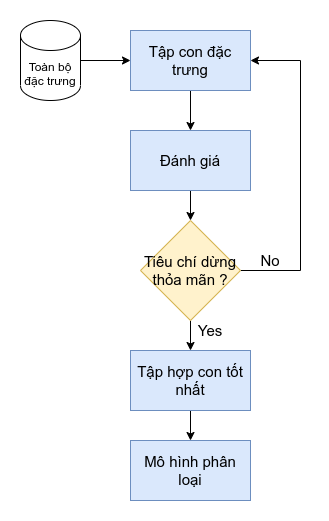 Toàn bộ
đặc trưng
Tập con đặc
trưng
Đánh giá
Tiêu chí dừng
thỏa mãn ?
No
Yes
Tập hợp con tốt
nhất
Mô hình phân
loại